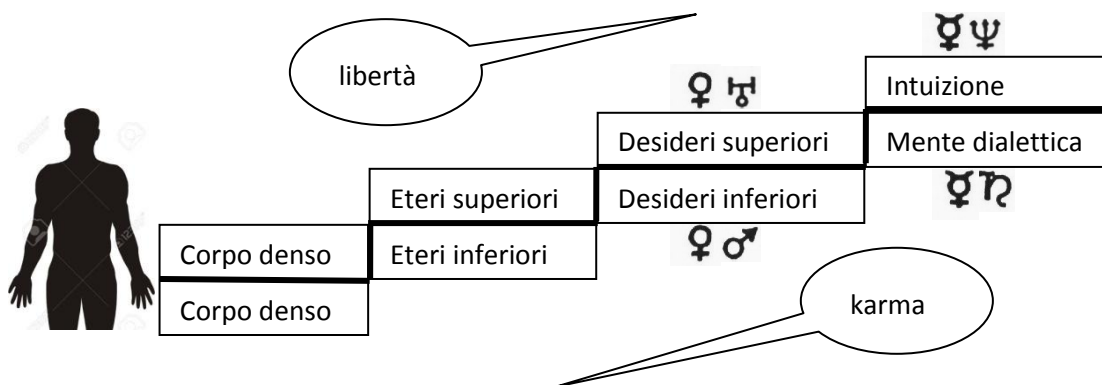 libertà
☿♆
♀♅
Intuizione
Desideri superiori
Mente dialettica
Eteri superiori
Desideri inferiori
☿♄
Corpo denso
Eteri inferiori
♀♂
Corpo denso
karma